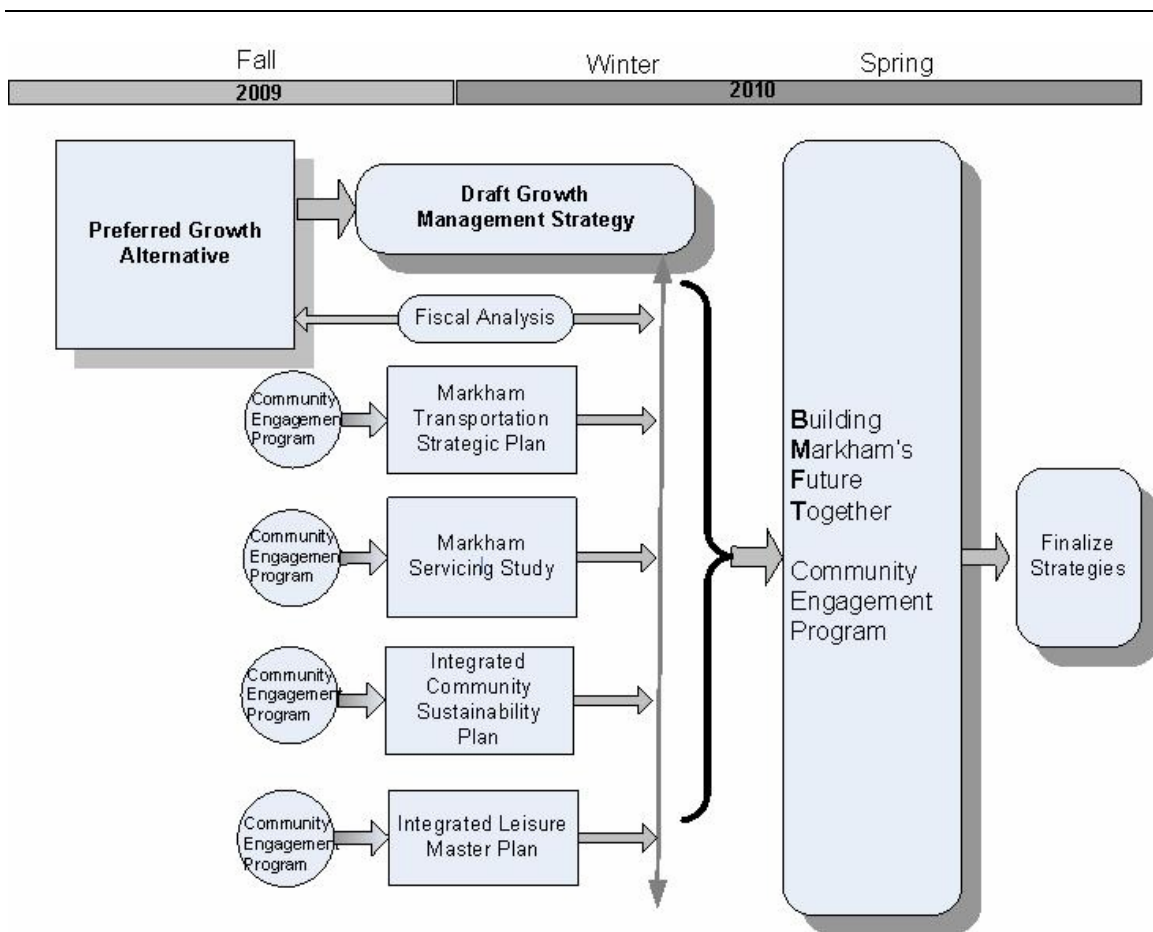 Fall
Winter
Spring
2009
2010
Preferred Growth
Alternative
Draft Growth
Management Strategy
Fiscal Analysis
Community
Engagement
Program
Markham
Transportation
Strategic Plan
Community
Engagement
Program
Markham
Servicing Study
Community
Engagement
Program
Integrated
Community
Sustainability
Plan
Community
Engagement
Program
Integrated Leisure
Master Plan
Building
Markham's
Future
Together
Community
Engagement
Program
Finalize
Strategies